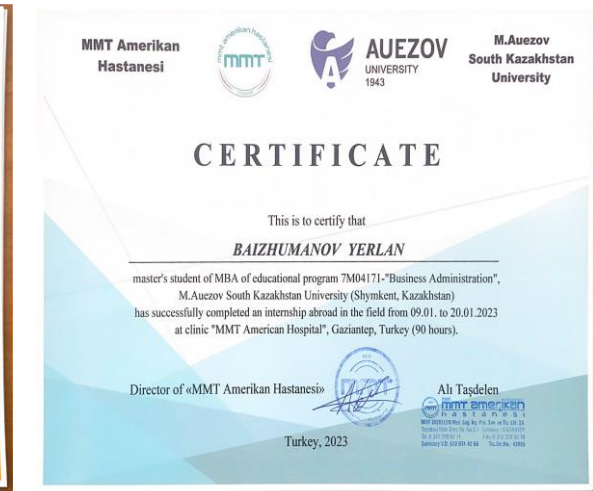 MMT Amerikan
Hastanesi
mmt
AUEZOV
UNIVERSITY
1943
M.Auezov
South Kazakhstan
University
CERTIFICATE
This is to certify that
BAIZHUMANOV YERLAN
master's student of MBA of educational program 7M04171-"Business Administration",
M.Auezov South Kazakhstan University (Shymkent, Kazakhstan)
has successfully completed an internship abroad in the field from 09.01. to 20.01.2023
at clinic "MMT American Hospital", Gaziantep, Turkey (90 hours).
Director of «MMT Amerikan Hastanesi»
Alı Taşdelen
mmt amerikan
hastanesi
Turkey, 2023